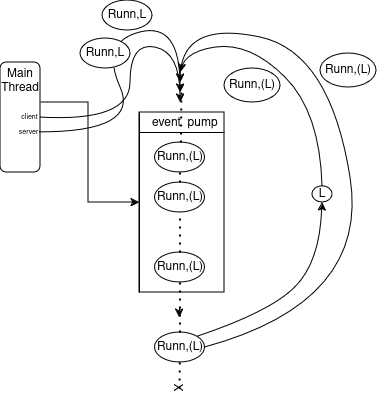 Runn,L
Runn,L
Runn,(L)
Runn,(L)
Main
Thread
client
server
event pump
Runn,(L)
Runn,(L)
L
Runn,(L)
Runn,(L)
X